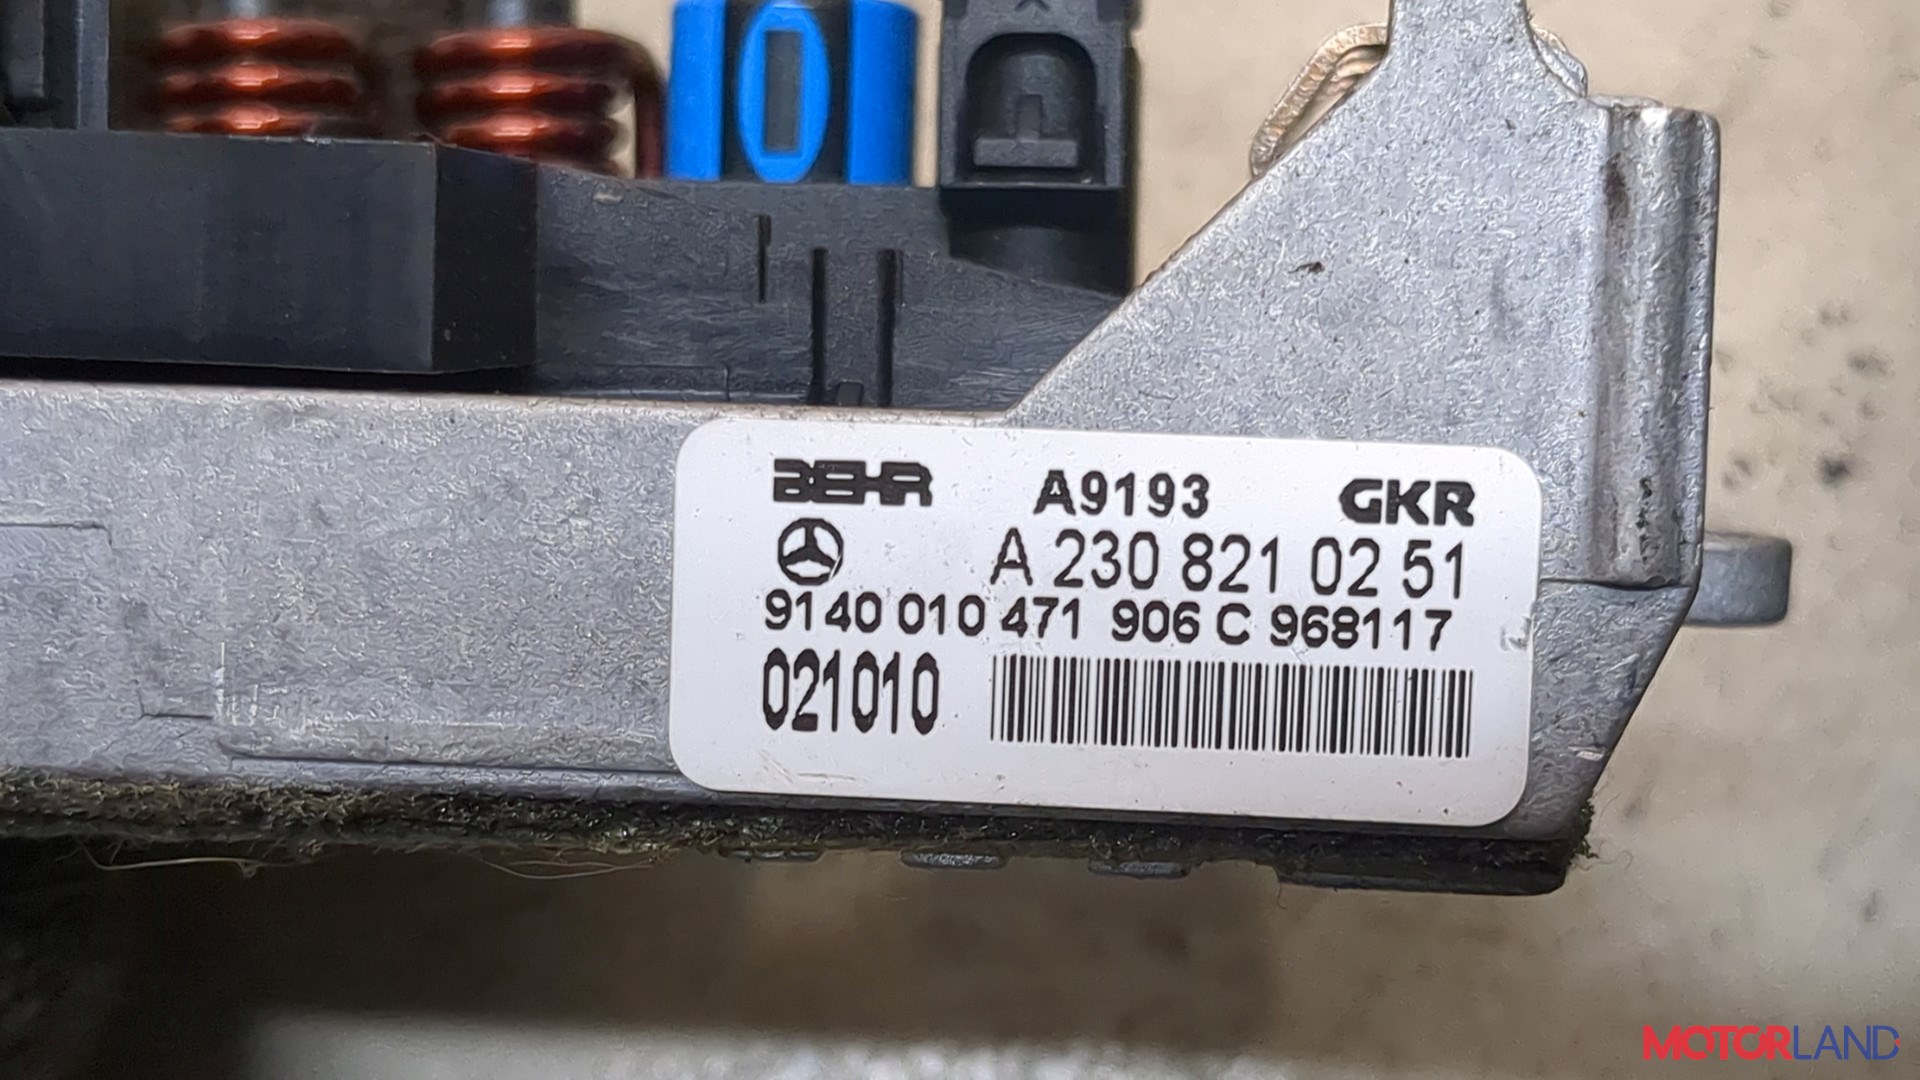 BEHR A9193 GKR
A 230 821 02 51
9140 010 471 906 C 968117
021010
MOTORLAND